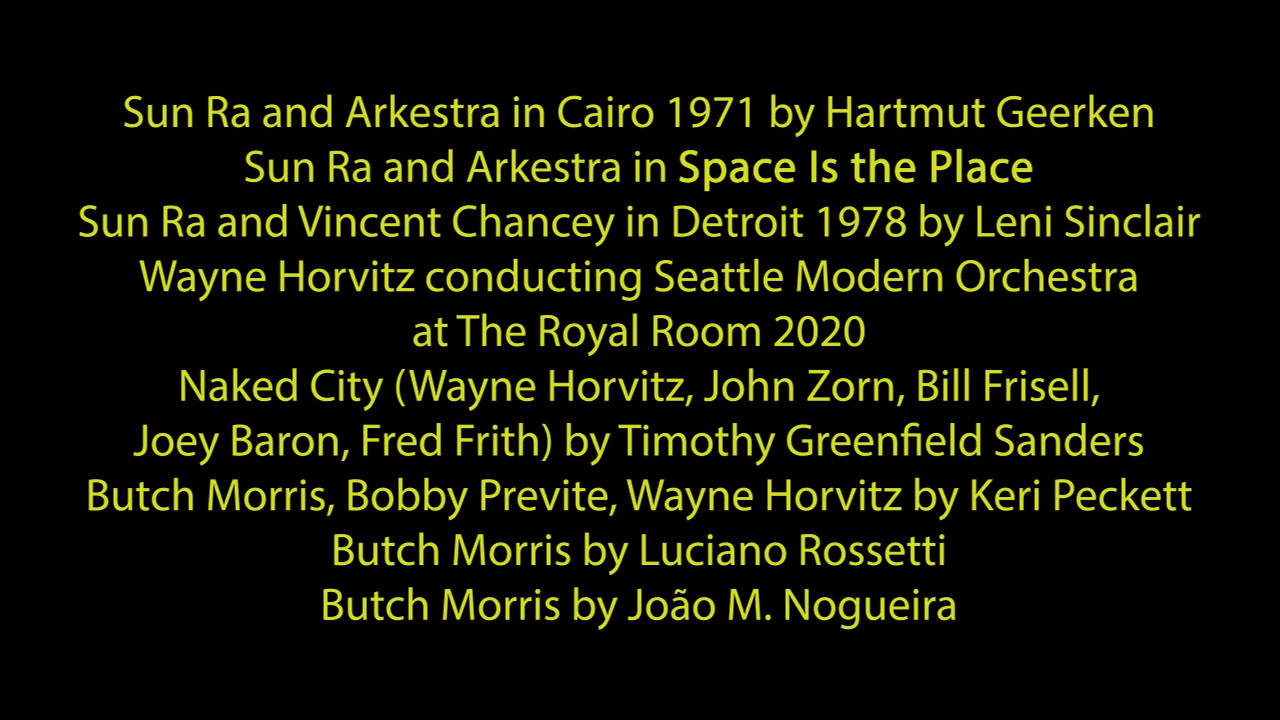 Sun Ra and Arkestra in Cairo 1971 by Hartmut Geerken
Sun Ra and Arkestra in Space Is the Place
Sun Ra and Vincent Chancey in Detroit 1978 by Leni Sinclair
Wayne Horvitz conducting Seattle Modern Orchestra
at The Royal Room 2020
Naked City (Wayne Horvitz, John Zorn, Bill Frisell,
Joey Baron, Fred Frith) by Timothy Greenfield Sanders
Butch Morris, Bobby Previte, Wayne Horvitz by Keri Peckett
Butch Morris by Luciano Rossetti
Butch Morris by João M. Nogueira